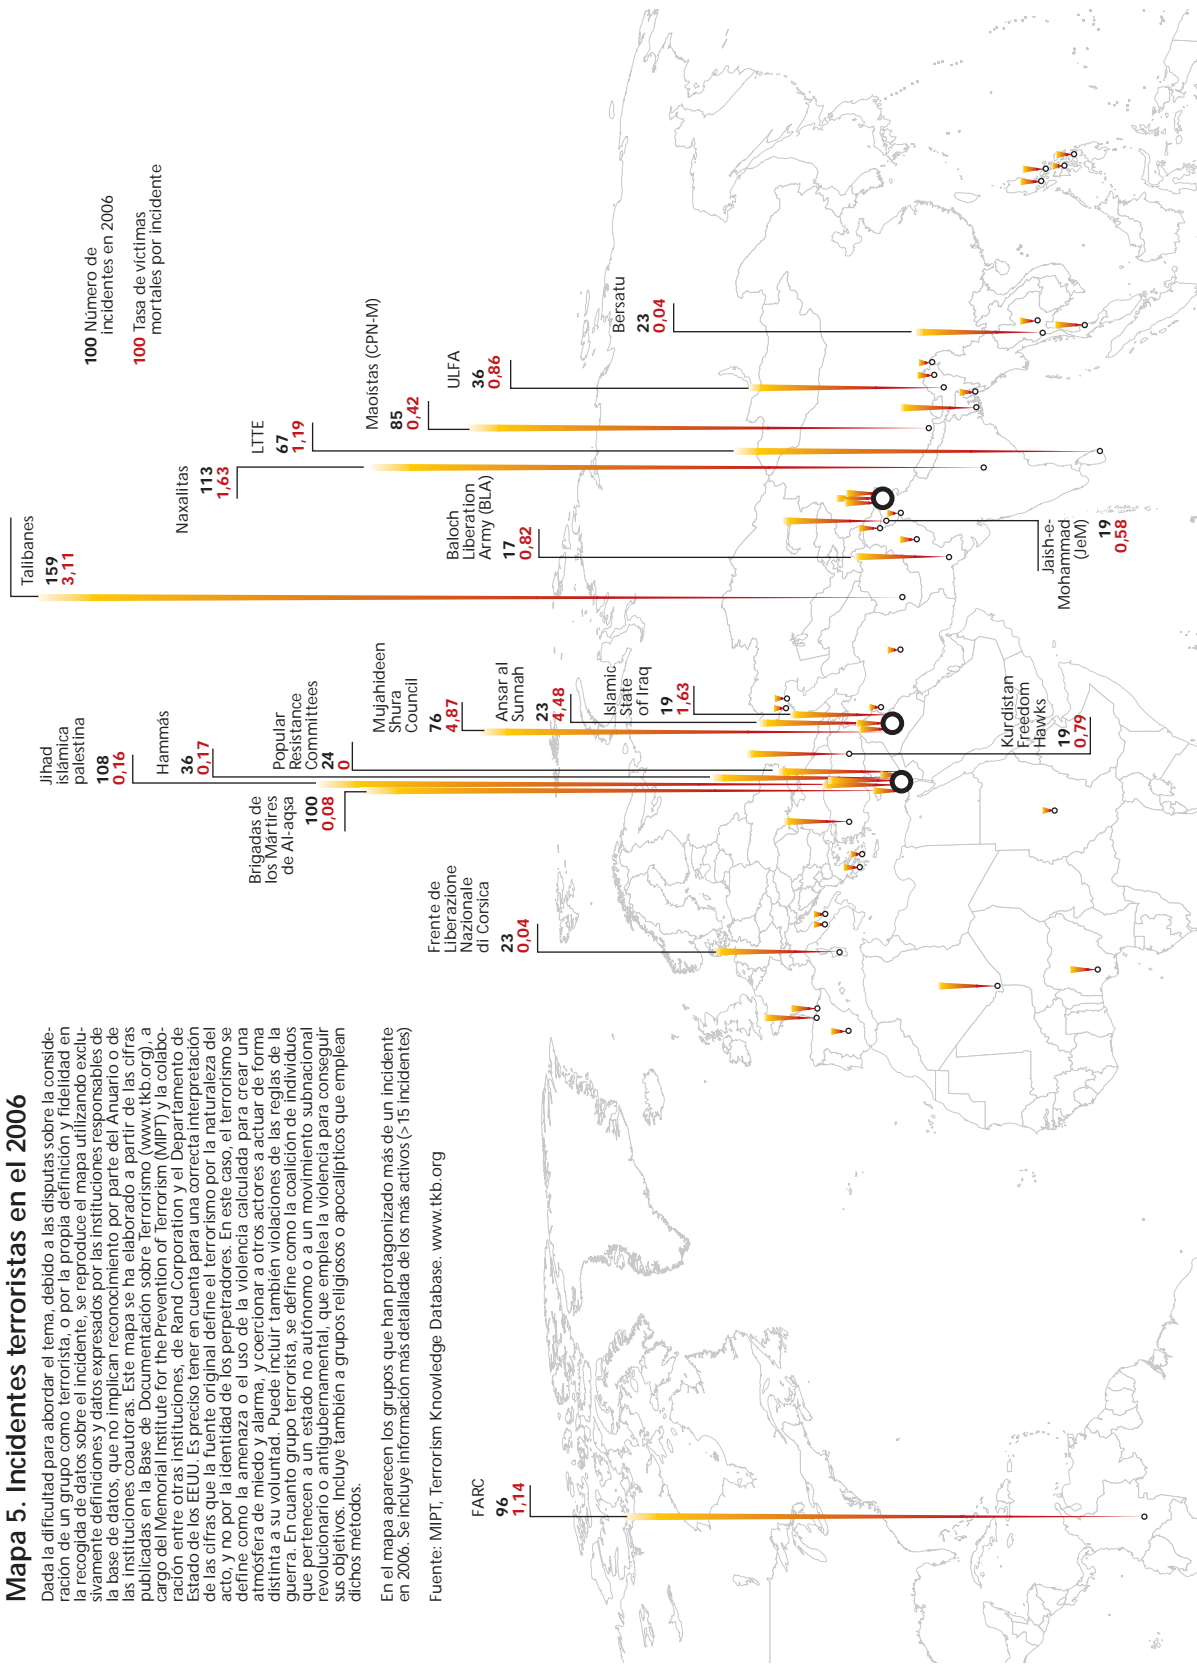 Mapa 5. Incidentes terroristas en el 2006
Dada la dificultad para abordar el tema, debido a las disputas sobre la conside-
ración de un grupo como terrorista, o por la propia definición y fidelidad en
la recogida de datos sobre el incidente, se reproduce el mapa utilizando exclu-
sivamente definiciones y datos expresados por las instituciones responsables de
la base de datos, que no implican reconocimiento por parte del Anuario o de
las instituciones coautoras. Este mapa se ha elaborado a partir de las cifras
publicadas en la Base de Documentación sobre Terrorismo (www.tkb.org), a
cargo del Memorial Institute for the Prevention of Terrorism (MIPT) y la colabo-
ración entre otras instituciones, de Rand Corporation y el Departamento de
Estado de los EEUU. Es preciso tener en cuenta para una correcta interpretación
de las cifras que la fuente original define el terrorismo por la naturaleza del
acto, y no por la identidad de los perpetradores. En este caso, el terrorismo se
define como la amenaza o el uso de la violencia calculada para crear una
atmósfera de miedo y alarma, y coercionar a otros actores a actuar de forma
distinta a su voluntad. Puede incluir también violaciones de las reglas de la
guerra. En cuanto grupo terrorista, se define como la coalición de individuos
que pertenecen a un estado no autónomo o a un movimiento subnacional
revolucionario o antigubernamental, que emplea la violencia para conseguir
sus objetivos. Incluye también a grupos religiosos o apocalípticos que emplean
dichos métodos.
En el mapa aparecen los grupos que han protagonizado más de un incidente
en 2006. Se incluye información más detallada de los más activos (>15 incidentes)
Fuente: MIPT, Terrorism Knowledge Database. www.tkb.org
FARC
96
1,14
Frente de
Liberazione
Nazionale
di Corsica
23
0,04
Brigadas de
los Mártires
de Al-aqsa
100
0,08
Jihad
islámica
palestina
108
0,16
Hammás
36
0,17
Popular
Resistance
Committees
24
0
Mujahideen
Shura
Council
76
4,87
Ansar al
Sunnah
23
4,48
Islamic
State
of Iraq
19
1,63
Kurdistan
Freedom
Hawks
19
0,79
Talibanes
159
3,11
Naxalitas
113
1,63
LTTE
67
1,19
Maoístas (CPN-M)
85
0,42
ULFA
36
0,86
Baloch
Liberation
Army (BLA)
17
0,82
Jaish-e-
Mohammad
(JeM)
19
0,58
Bersatu
23
0,04
100 Número de
incidentes en 2006
100 Tasa de víctimas
mortales por incidente